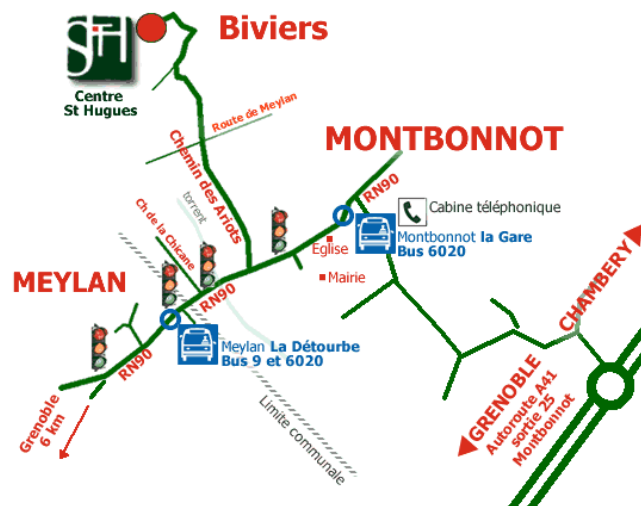 StH
Biviers
Centre
St Hugues
Route de Meylan
MONTBONNOT
Chemin des Ariots
RN90
Cabine téléphonique
torrent
Ch de la Chicane
Eglise
Montbonnot la Gare
Bus 6020
Mairie
MEYLAN
RN90
CHAMBERY
Meylan La Détourbe
Bus 9 et 6020
RN90
Limite communale
Grenoble
6 km
GRENOBLE
Autoroute A41
sortie 25
Montbonnot